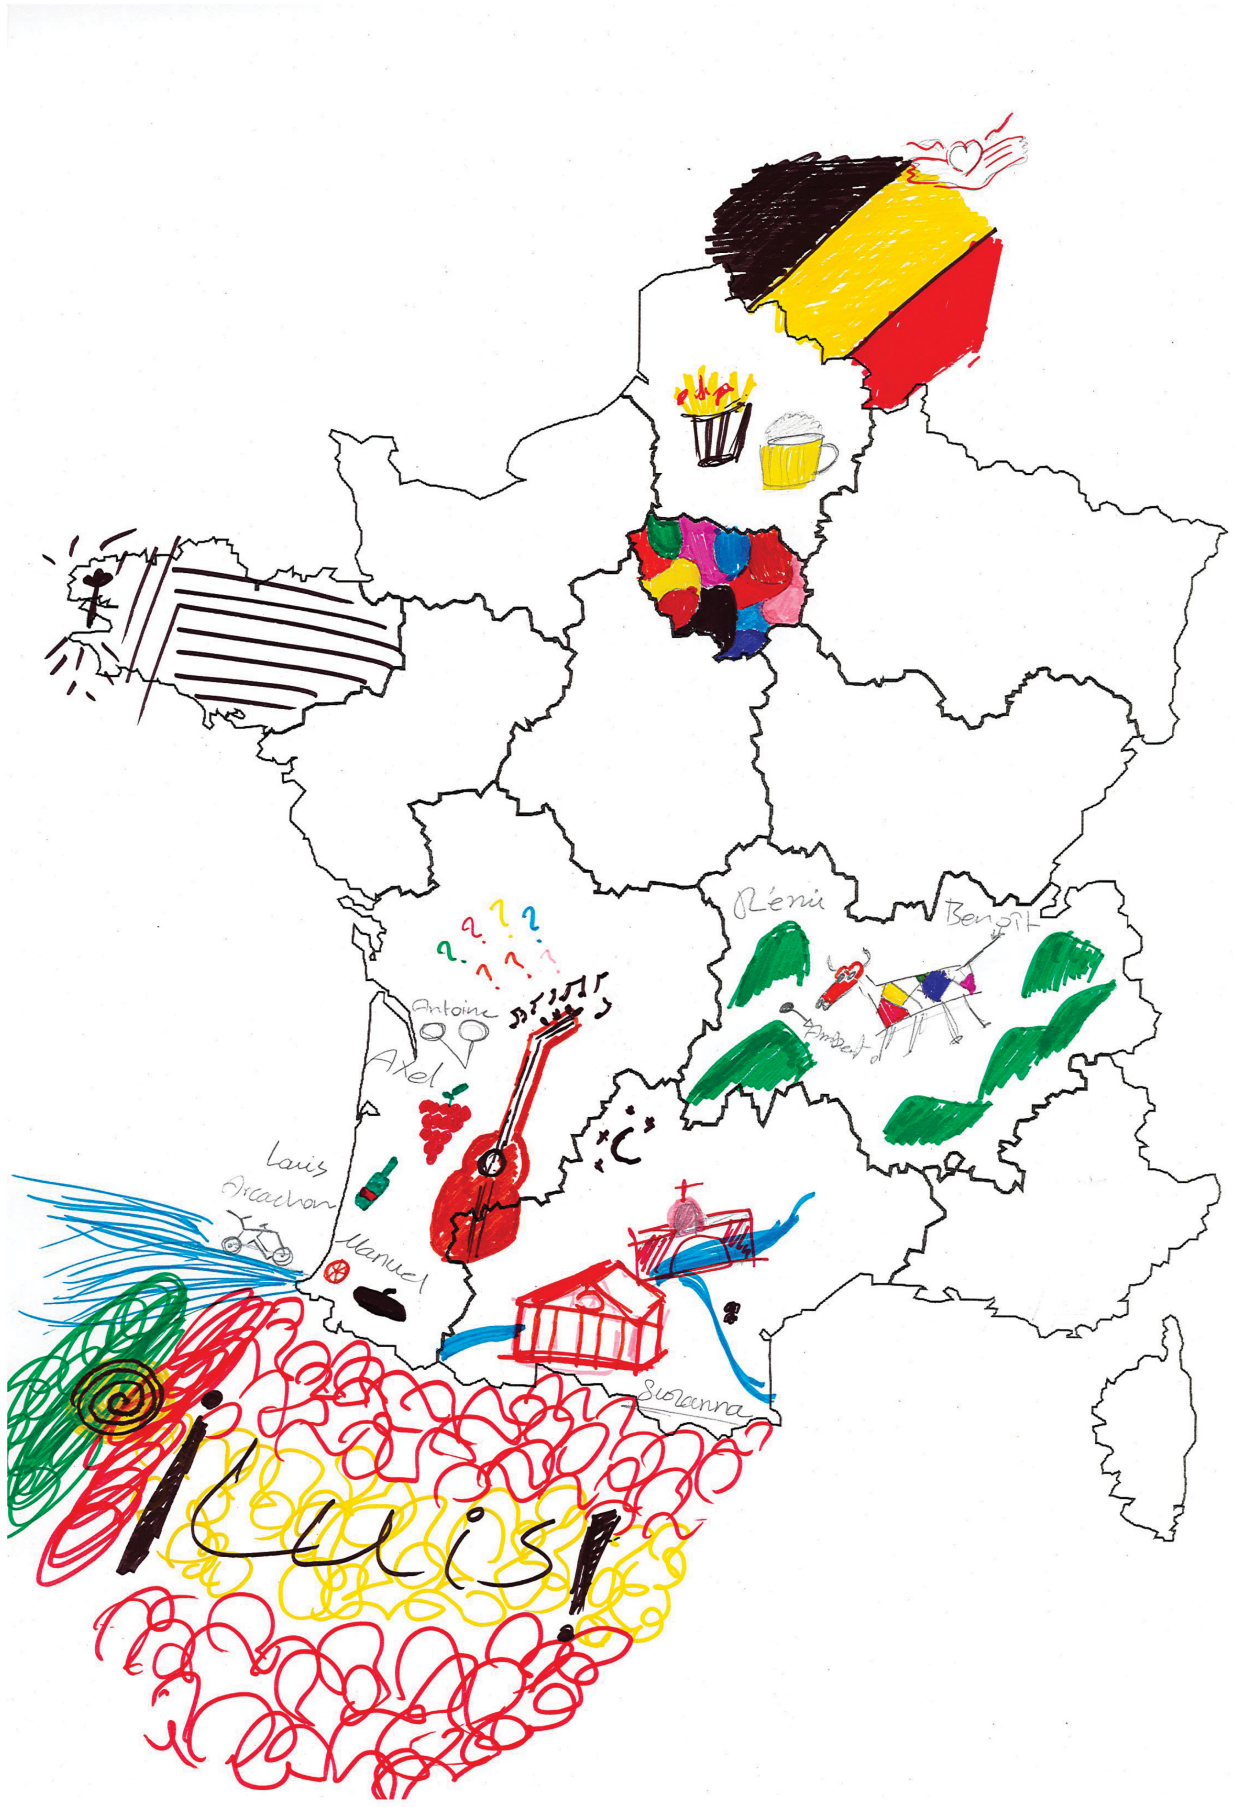 Rémi
Benoît
Antoine
Ambert
Axel
? ? ? ? ? ? ? ?
Louis
Arcachon
Manuel
Suzanna
¡Luis!